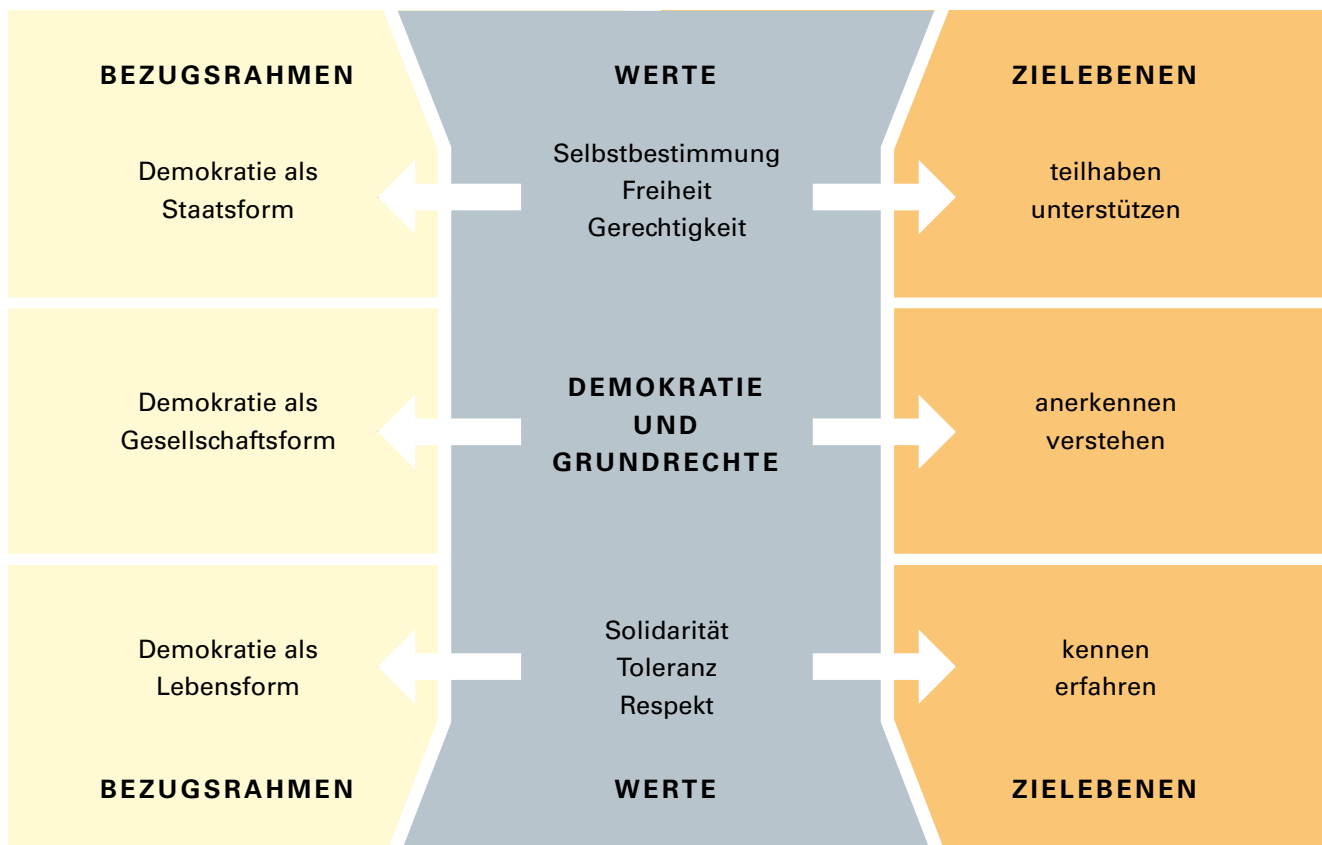 BEZUGSRAHMEN
WERTE
ZIELEBENEN
Demokratie als
Staatsform
Selbstbestimmung
Freiheit
Gerechtigkeit
teilhaben
unterstützen
Demokratie als
Gesellschaftsform
DEMOKRATIE
UND
GRUNDRECHTE
anerkennen
verstehen
Demokratie als
Lebensform
Solidarität
Toleranz
Respekt
kennen
erfahren
BEZUGSRAHMEN
WERTE
ZIELEBENEN